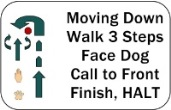 Moving Down
Walk 3 Steps
Face Dog
Call to Front
Finish, HALT